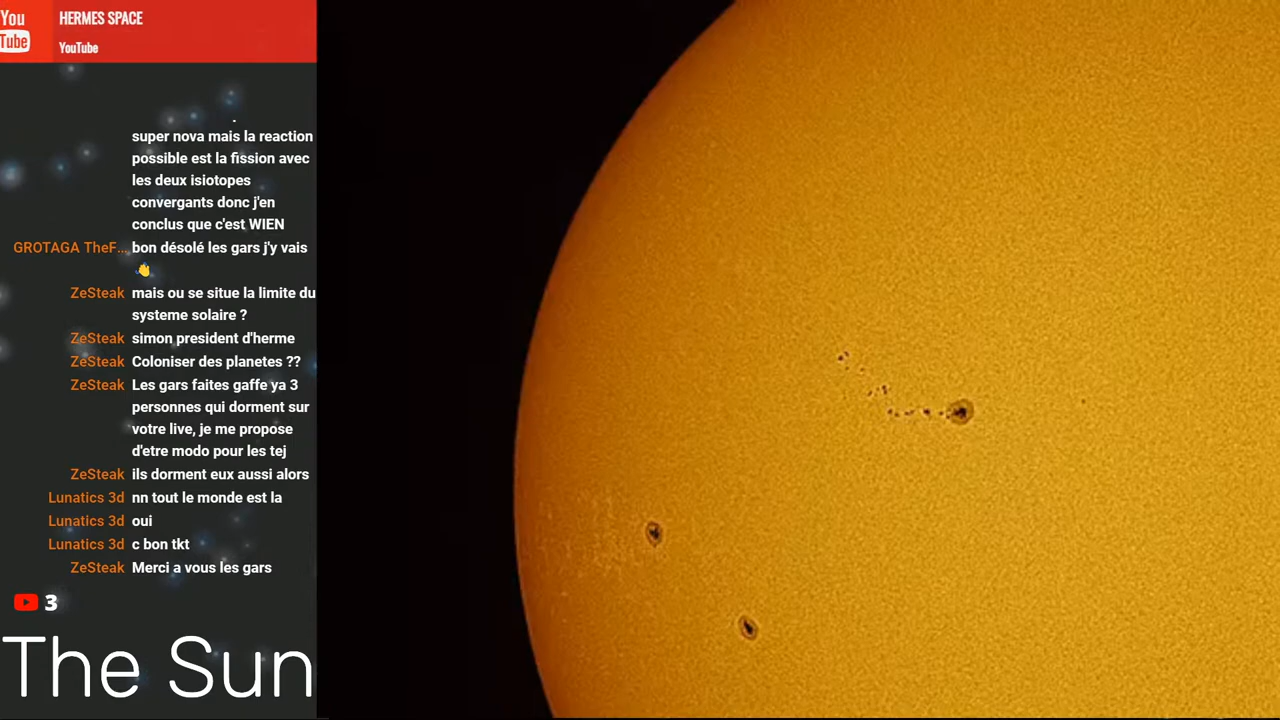 You
Tube
HERMES SPACE
YouTube
super nova mais la reaction
possible est la fission avec
les deux isiotopes
convergants donc j'en
conclus que c'est WIEN
GROTAGA TheF... bon désolé les gars j'y vais
👋
ZeSteak mais ou se situe la limite du
systeme solaire ?
ZeSteak simon president d'herme
ZeSteak Coloniser des planetes ??
ZeSteak Les gars faites gaffe ya 3
personnes qui dorment sur
votre live, je me propose
d'etre modo pour les tej
ZeSteak ils dorment eux aussi alors
Lunatics 3d nn tout le monde est la
Lunatics 3d oui
Lunatics 3d c bon tkt
ZeSteak Merci a vous les gars
3
The Sun